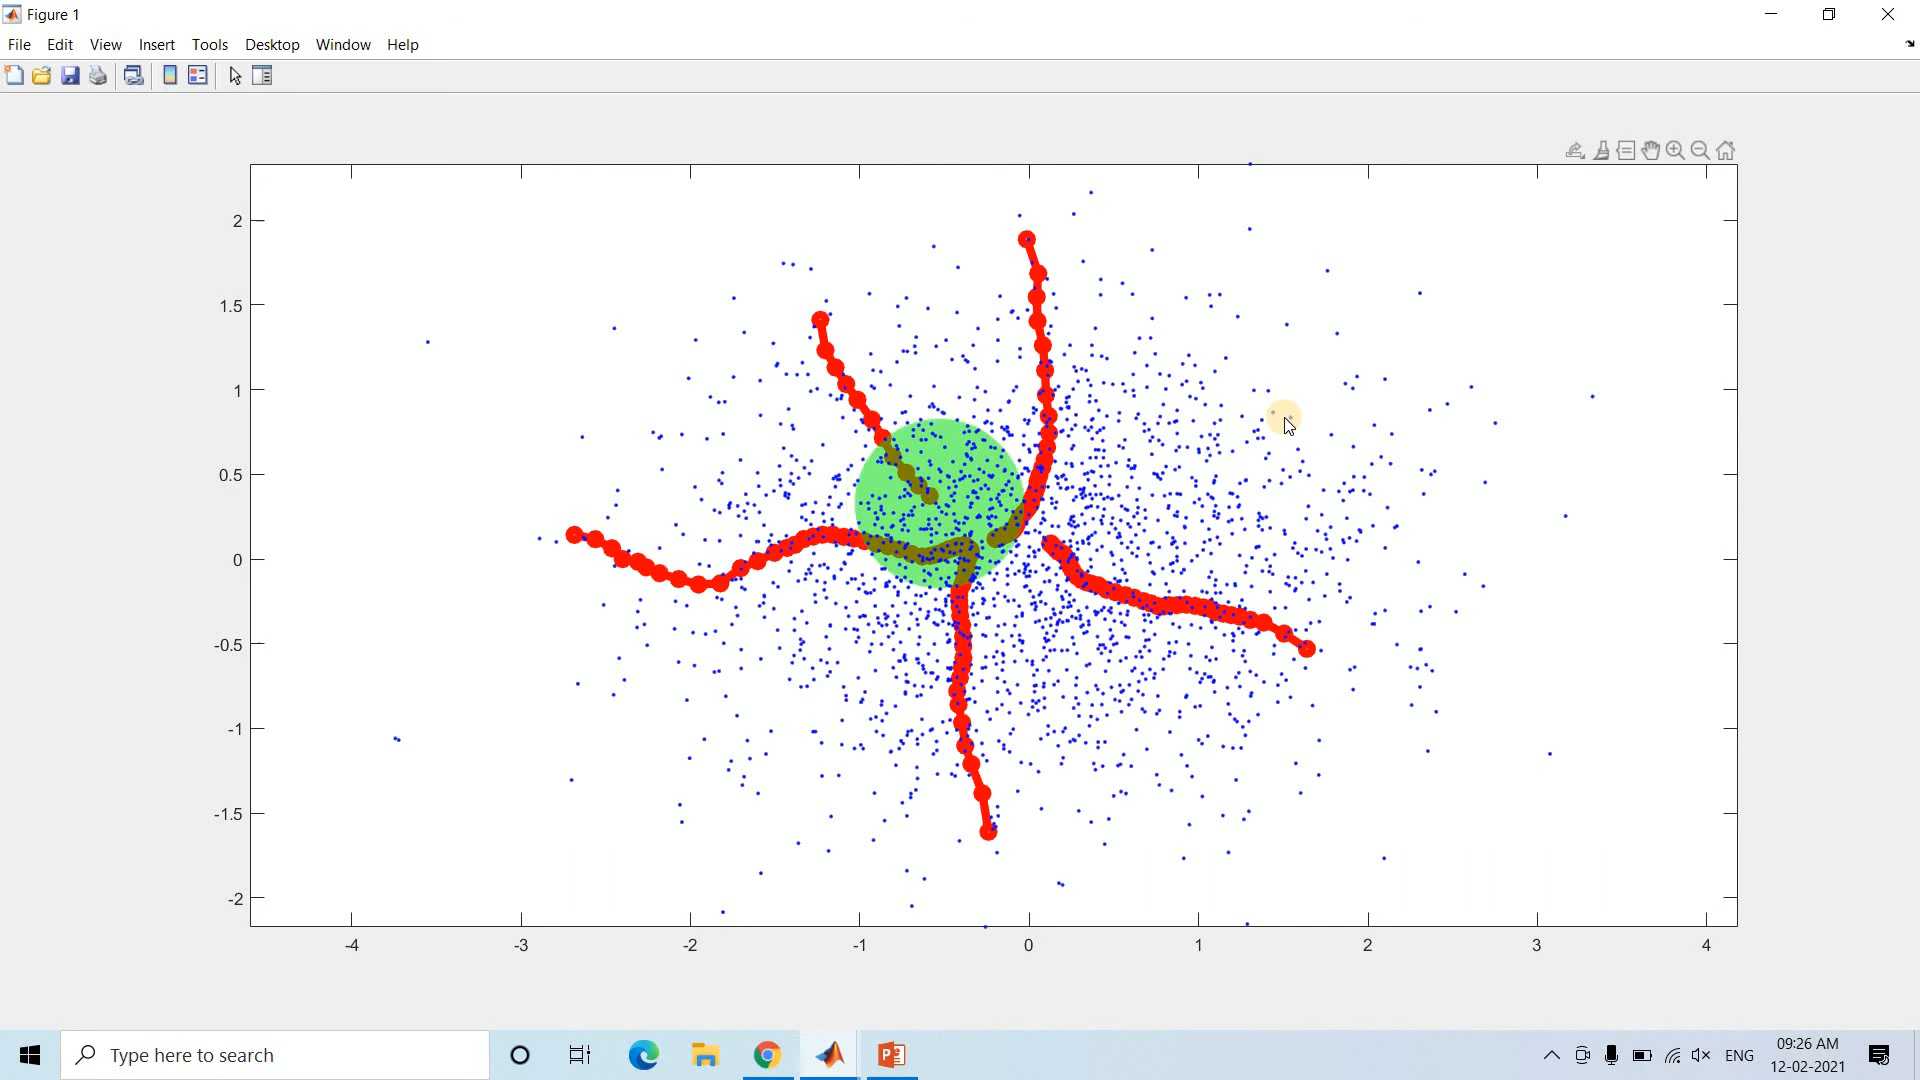 Figure 1
File Edit View Insert Tools Desktop Window Help
2
1.5
1
0.5
0
-0.5
-1
-1.5
-2
-4 -3 -2 -1 0 1 2 3 4
Type here to search
ENG
09:26 AM
12-02-2021